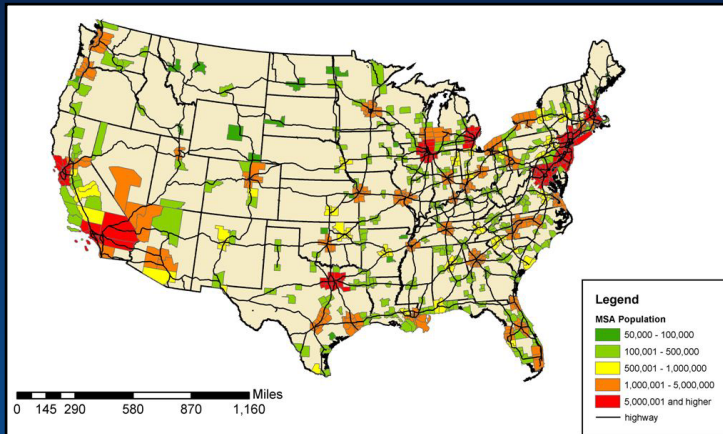 Legend
MSA Population
50,000 - 100,000
100,001 - 500,000
500,001 - 1,000,000
1,000,001 - 5,000,000
5,000,001 and higher
highway
Miles
0 145 290 580 870 1,160